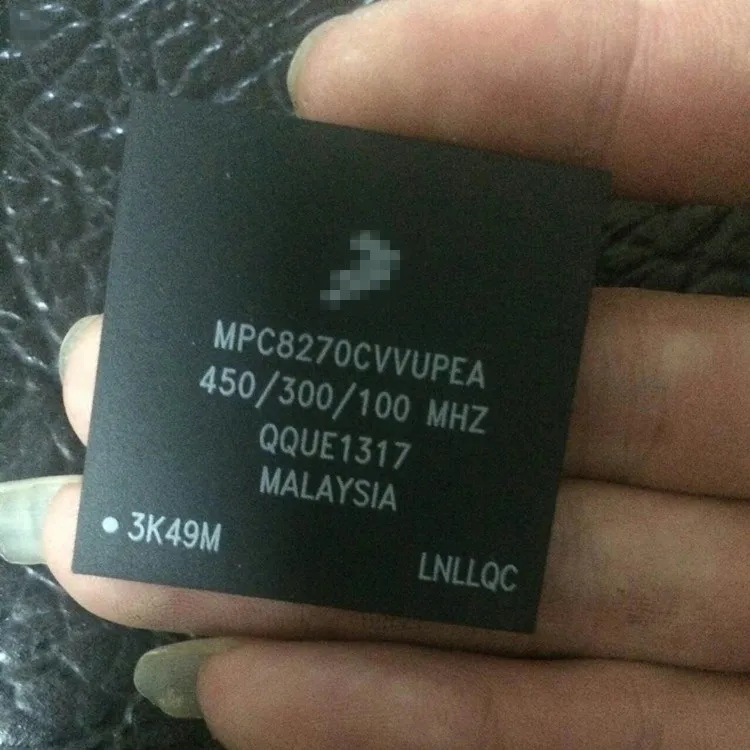 MPC8270CVVUPEA
450/300/100 MHZ
QQUE1317
MALAYSIA
3K49M
LNLLQC